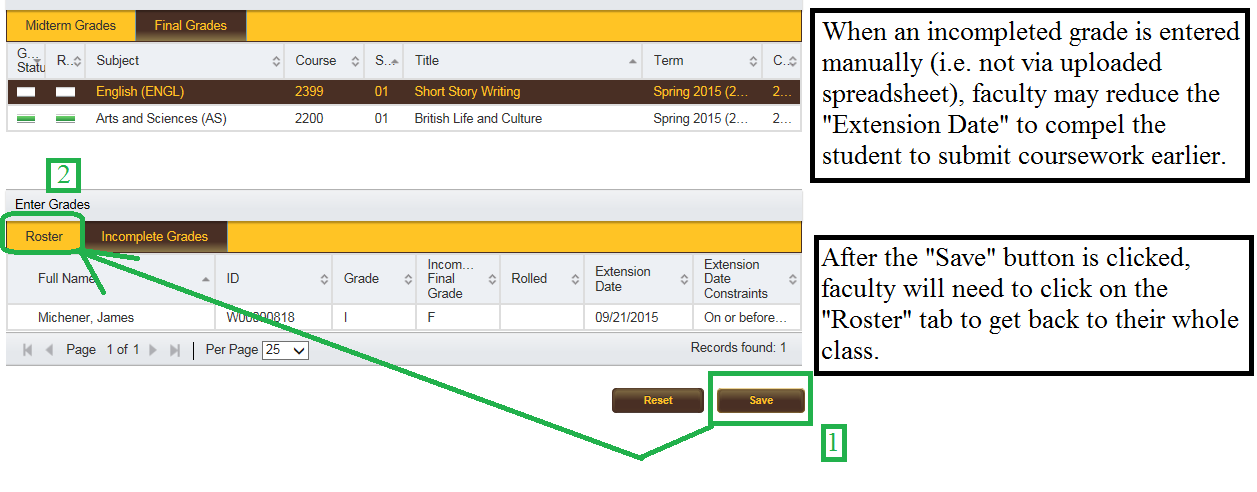 Midterm Grades Final Grades
G... Statu R... Subject Course S... Title Term C...
English (ENGL) 2399 01 Short Story Writing Spring 2015 (2... 2...
Arts and Sciences (AS) 2200 01 British Life and Culture Spring 2015 (2... 2...
When an incompleted grade is entered
manually (i.e. not via uploaded
spreadsheet), faculty may reduce the
"Extension Date" to compel the
student to submit coursework earlier.
2
Enter Grades
Roster Incomplete Grades
Full Name ID Grade Incom... Final Grade Rolled Extension Date Extension Date Constraints
Michener, James W00090818 I F 09/21/2015 On or before...
Page 1 of 1 Per Page 25 Records found: 1
After the "Save" button is clicked,
faculty will need to click on the
"Roster" tab to get back to their whole
class.
Reset Save
1